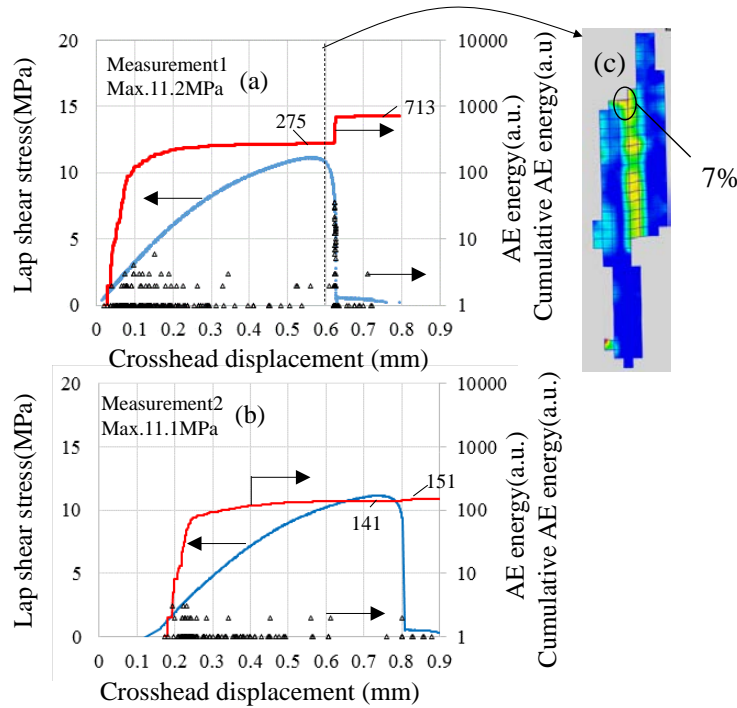 Measurement1
Max.11.2MPa
(a)
Lap shear stress(MPa)
20
15
10
5
0
275
713
10000
1000
100
10
1
AE energy(a.u.)
Cumulative AE energy(a.u.)
0 0.1 0.2 0.3 0.4 0.5 0.6 0.7 0.8 0.9
Crosshead displacement (mm)
(c)
7%
Measurement2
Max.11.1MPa
(b)
Lap shear stress(MPa)
20
15
10
5
0
141
151
10000
1000
100
10
1
AE energy(a.u.)
Cumulative AE energy(a.u)
0 0.1 0.2 0.3 0.4 0.5 0.6 0.7 0.8 0.9
Crosshead displacement (mm)